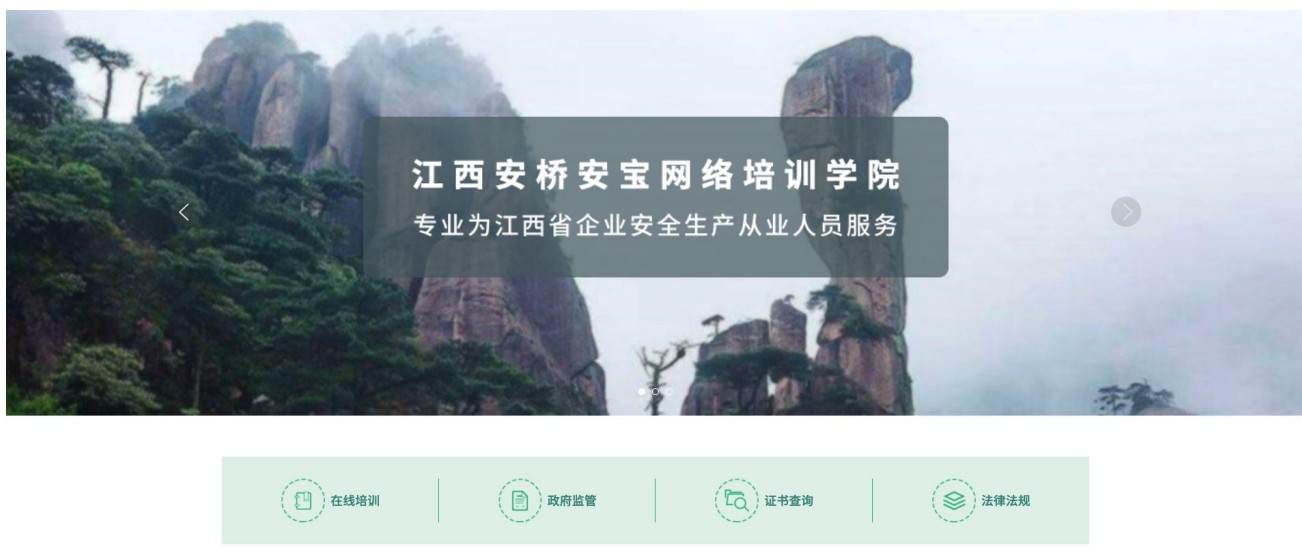 江西安桥安宝网络培训学院
专业为江西省企业安全生产从业人员服务
在线培训
政府监管
证书查询
法律法规